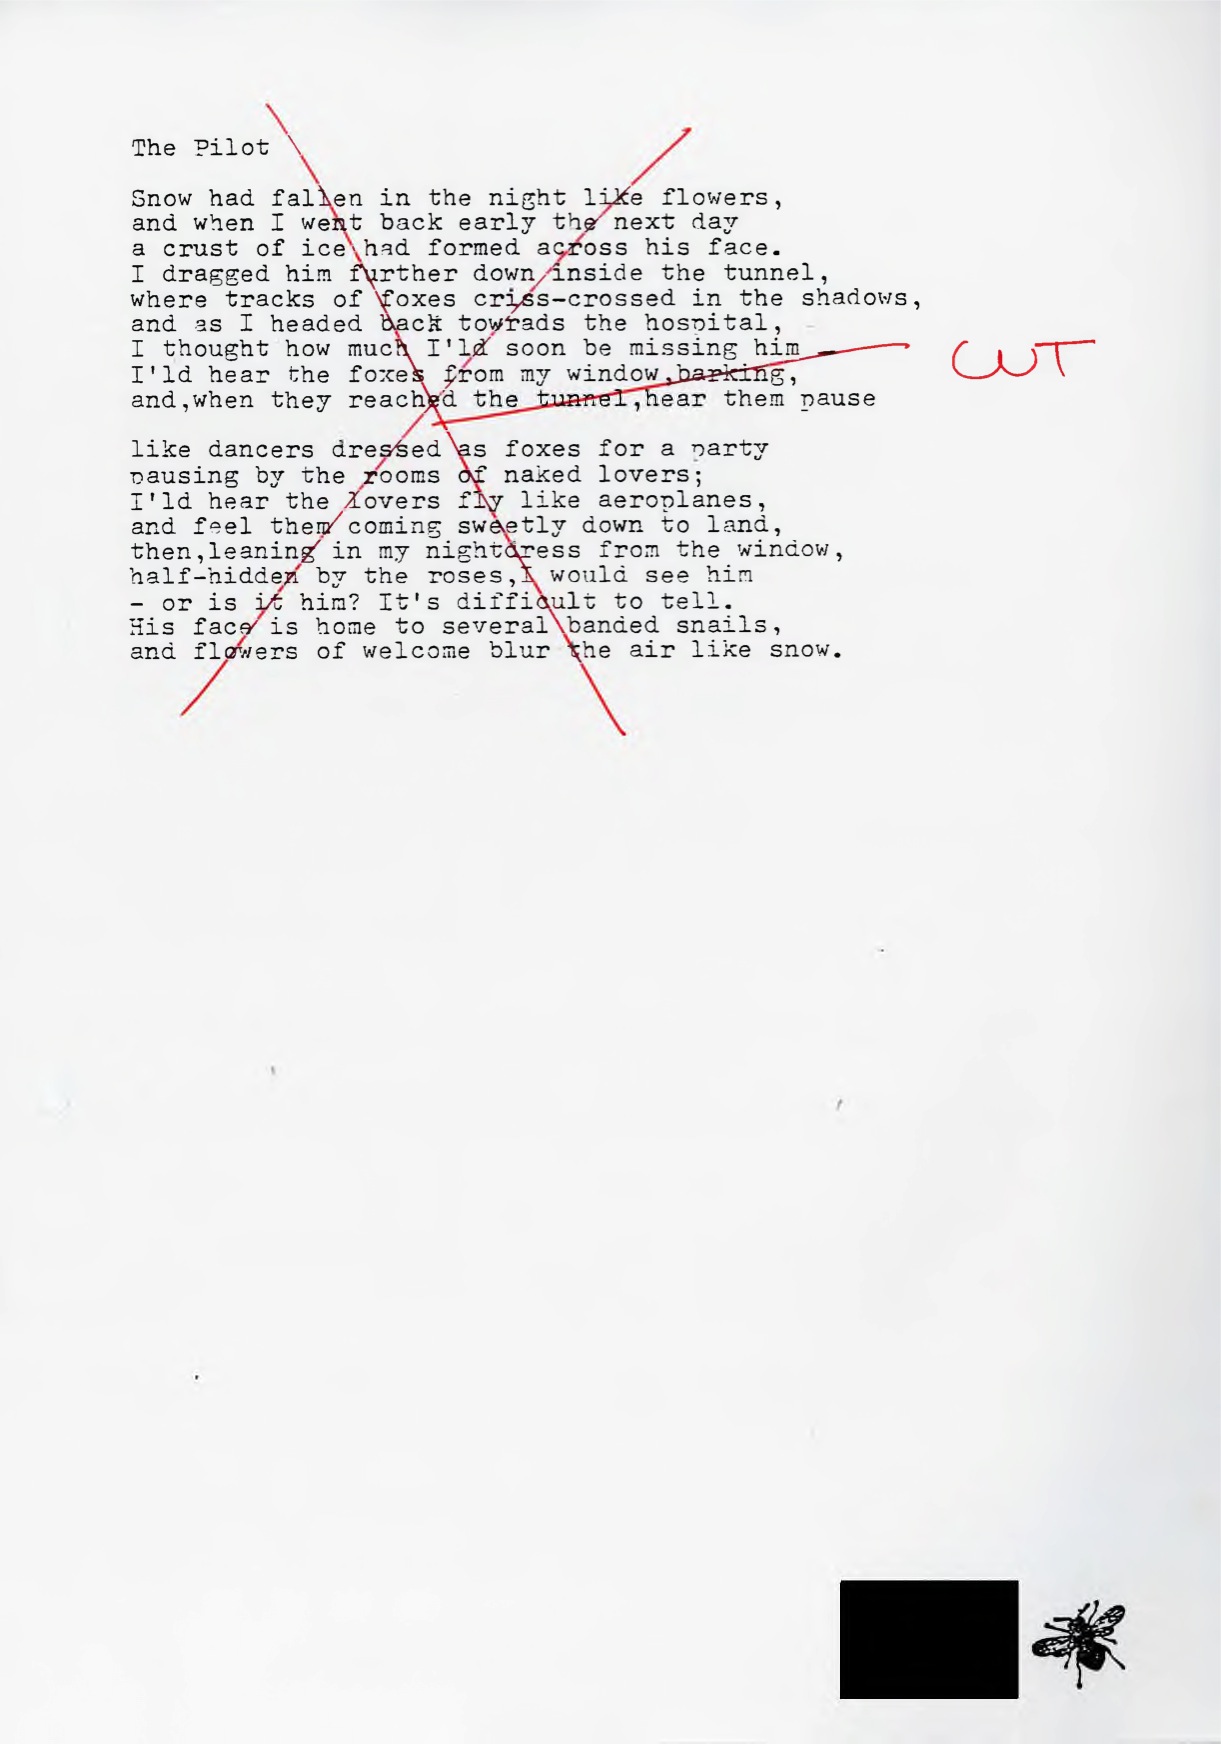 The Pilot
Snow had fallen in the night like flowers,
and when I went back early the next day
a crust of ice had formed across his face.
I dragged him further down inside the tunnel,
where tracks of foxes criss-crossed in the shadows,
and as I headed back towrads the hospital,
I thought how much I'ld soon be missing him –
I'ld hear the foxes from my window,barking,
CUT
and,when they reached the tunnel,hear them pause
like dancers dressed as foxes for a party
pausing by the rooms of naked lovers;
I'ld hear the lovers fly like aeroplanes,
and feel them coming sweetly down to land,
then,leaning in my nightdress from the window,
half-hidden by the roses,I would see him
- or is it him? It's difficult to tell.
His face is home to several banded snails,
and flowers of welcome blur the air like snow.